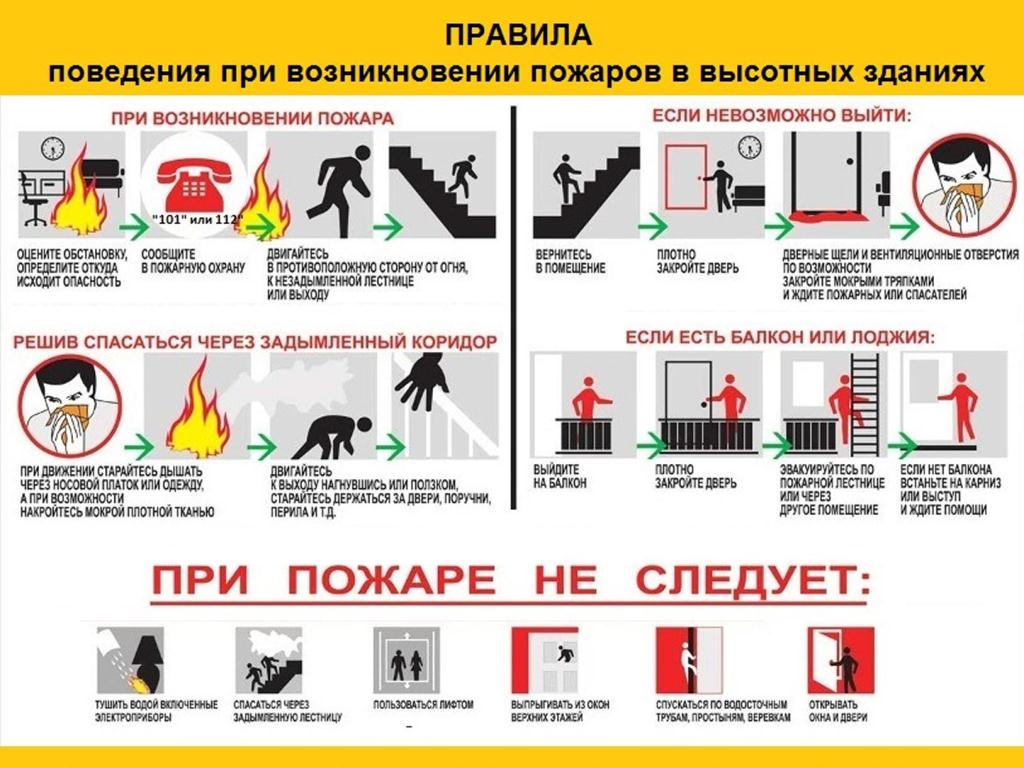 ПРАВИЛА
поведения при возникновении пожаров в высотных зданиях
ПРИ ВОЗНИКНОВЕНИИ ПОЖАРА
"101" или 112"
ОЦЕНИТЕ ОБСТАНОВКУ,
ОПРЕДЕЛИТЕ ОТКУДА
ИСХОДИТ ОПАСНОСТЬ
СООБЩИТЕ
В ПОЖАРНУЮ ОХРАНУ
ДВИГАЙТЕСЬ
В ПРОТИВОПОЛОЖНУЮ СТОРОНУ ОТ ОГНЯ,
К НЕЗАДЫМЛЕННОЙ ЛЕСТНИЦЕ
ИЛИ ВЫХОДУ
ЕСЛИ НЕВОЗМОЖНО ВЫЙТИ:
ВЕРНИТЕСЬ
В ПОМЕЩЕНИЕ
ПЛОТНО
ЗАКРОЙТЕ ДВЕРЬ
ДВЕРНЫЕ ЩЕЛИ И ВЕНТИЛЯЦИОННЫЕ ОТВЕРСТИЯ
ПО ВОЗМОЖНОСТИ
ЗАКРОЙТЕ МОКРЫМИ ТРЯПКАМИ
И ЖДИТЕ ПОЖАРНЫХ ИЛИ СПАСАТЕЛЕЙ
РЕШИВ СПАСАТЬСЯ ЧЕРЕЗ ЗАДЫМЛЕННЫЙ КОРИДОР
ПРИ ДВИЖЕНИИ СТАРАЙТЕСЬ ДЫШАТЬ
ЧЕРЕЗ НОСОВОЙ ПЛАТОК ИЛИ ОДЕЖДУ,
А ПРИ ВОЗМОЖНОСТИ
НАКРОЙТЕСЬ МОКРОЙ ПЛОТНОЙ ТКАНЬЮ
ДВИГАЙТЕСЬ
К ВЫХОДУ НАГНУВШИСЬ ИЛИ ПОЛЗКОМ,
СТАРАЙТЕСЬ ДЕРЖАТЬСЯ ЗА ДВЕРИ, ПОРУЧНИ,
ПЕРИЛА И Т.Д.
ЕСЛИ ЕСТЬ БАЛКОН ИЛИ ЛОДЖИЯ:
ВЫЙДИТЕ
НА БАЛКОН
ПЛОТНО
ЗАКРОЙТЕ ДВЕРЬ
ЭВАКУИРУЙТЕСЬ ПО
ПОЖАРНОЙ ЛЕСТНИЦЕ
ИЛИ ЧЕРЕЗ
ДРУГОЕ ПОМЕЩЕНИЕ
ЕСЛИ НЕТ БАЛКОНА
ВСТАНЬТЕ НА КАРНИЗ
ИЛИ ВЫСТУП
И ЖДИТЕ ПОМОЩИ
ПРИ ПОЖАРЕ НЕ СЛЕДУЕТ:
ТУШИТЬ ВОДОЙ ВКЛЮЧЕННЫЕ
ЭЛЕКТРОПРИБОРЫ
СПАСАТЬСЯ ЧЕРЕЗ
ЗАДЫМЛЕННУЮ ЛЕСТНИЦУ
ПОЛЬЗОВАТЬСЯ ЛИФТОМ
ВЫПРЫГИВАТЬ ИЗ ОКОН
ВЕРХНИХ ЭТАЖЕЙ
СПУСКАТЬСЯ ПО ВОДОСТОЧНЫМ
ТРУБАМ, ПРОСТЫНЯМ, ВЕРЕВКАМ
ОТКРЫВАТЬ
ОКНА И ДВЕРИ